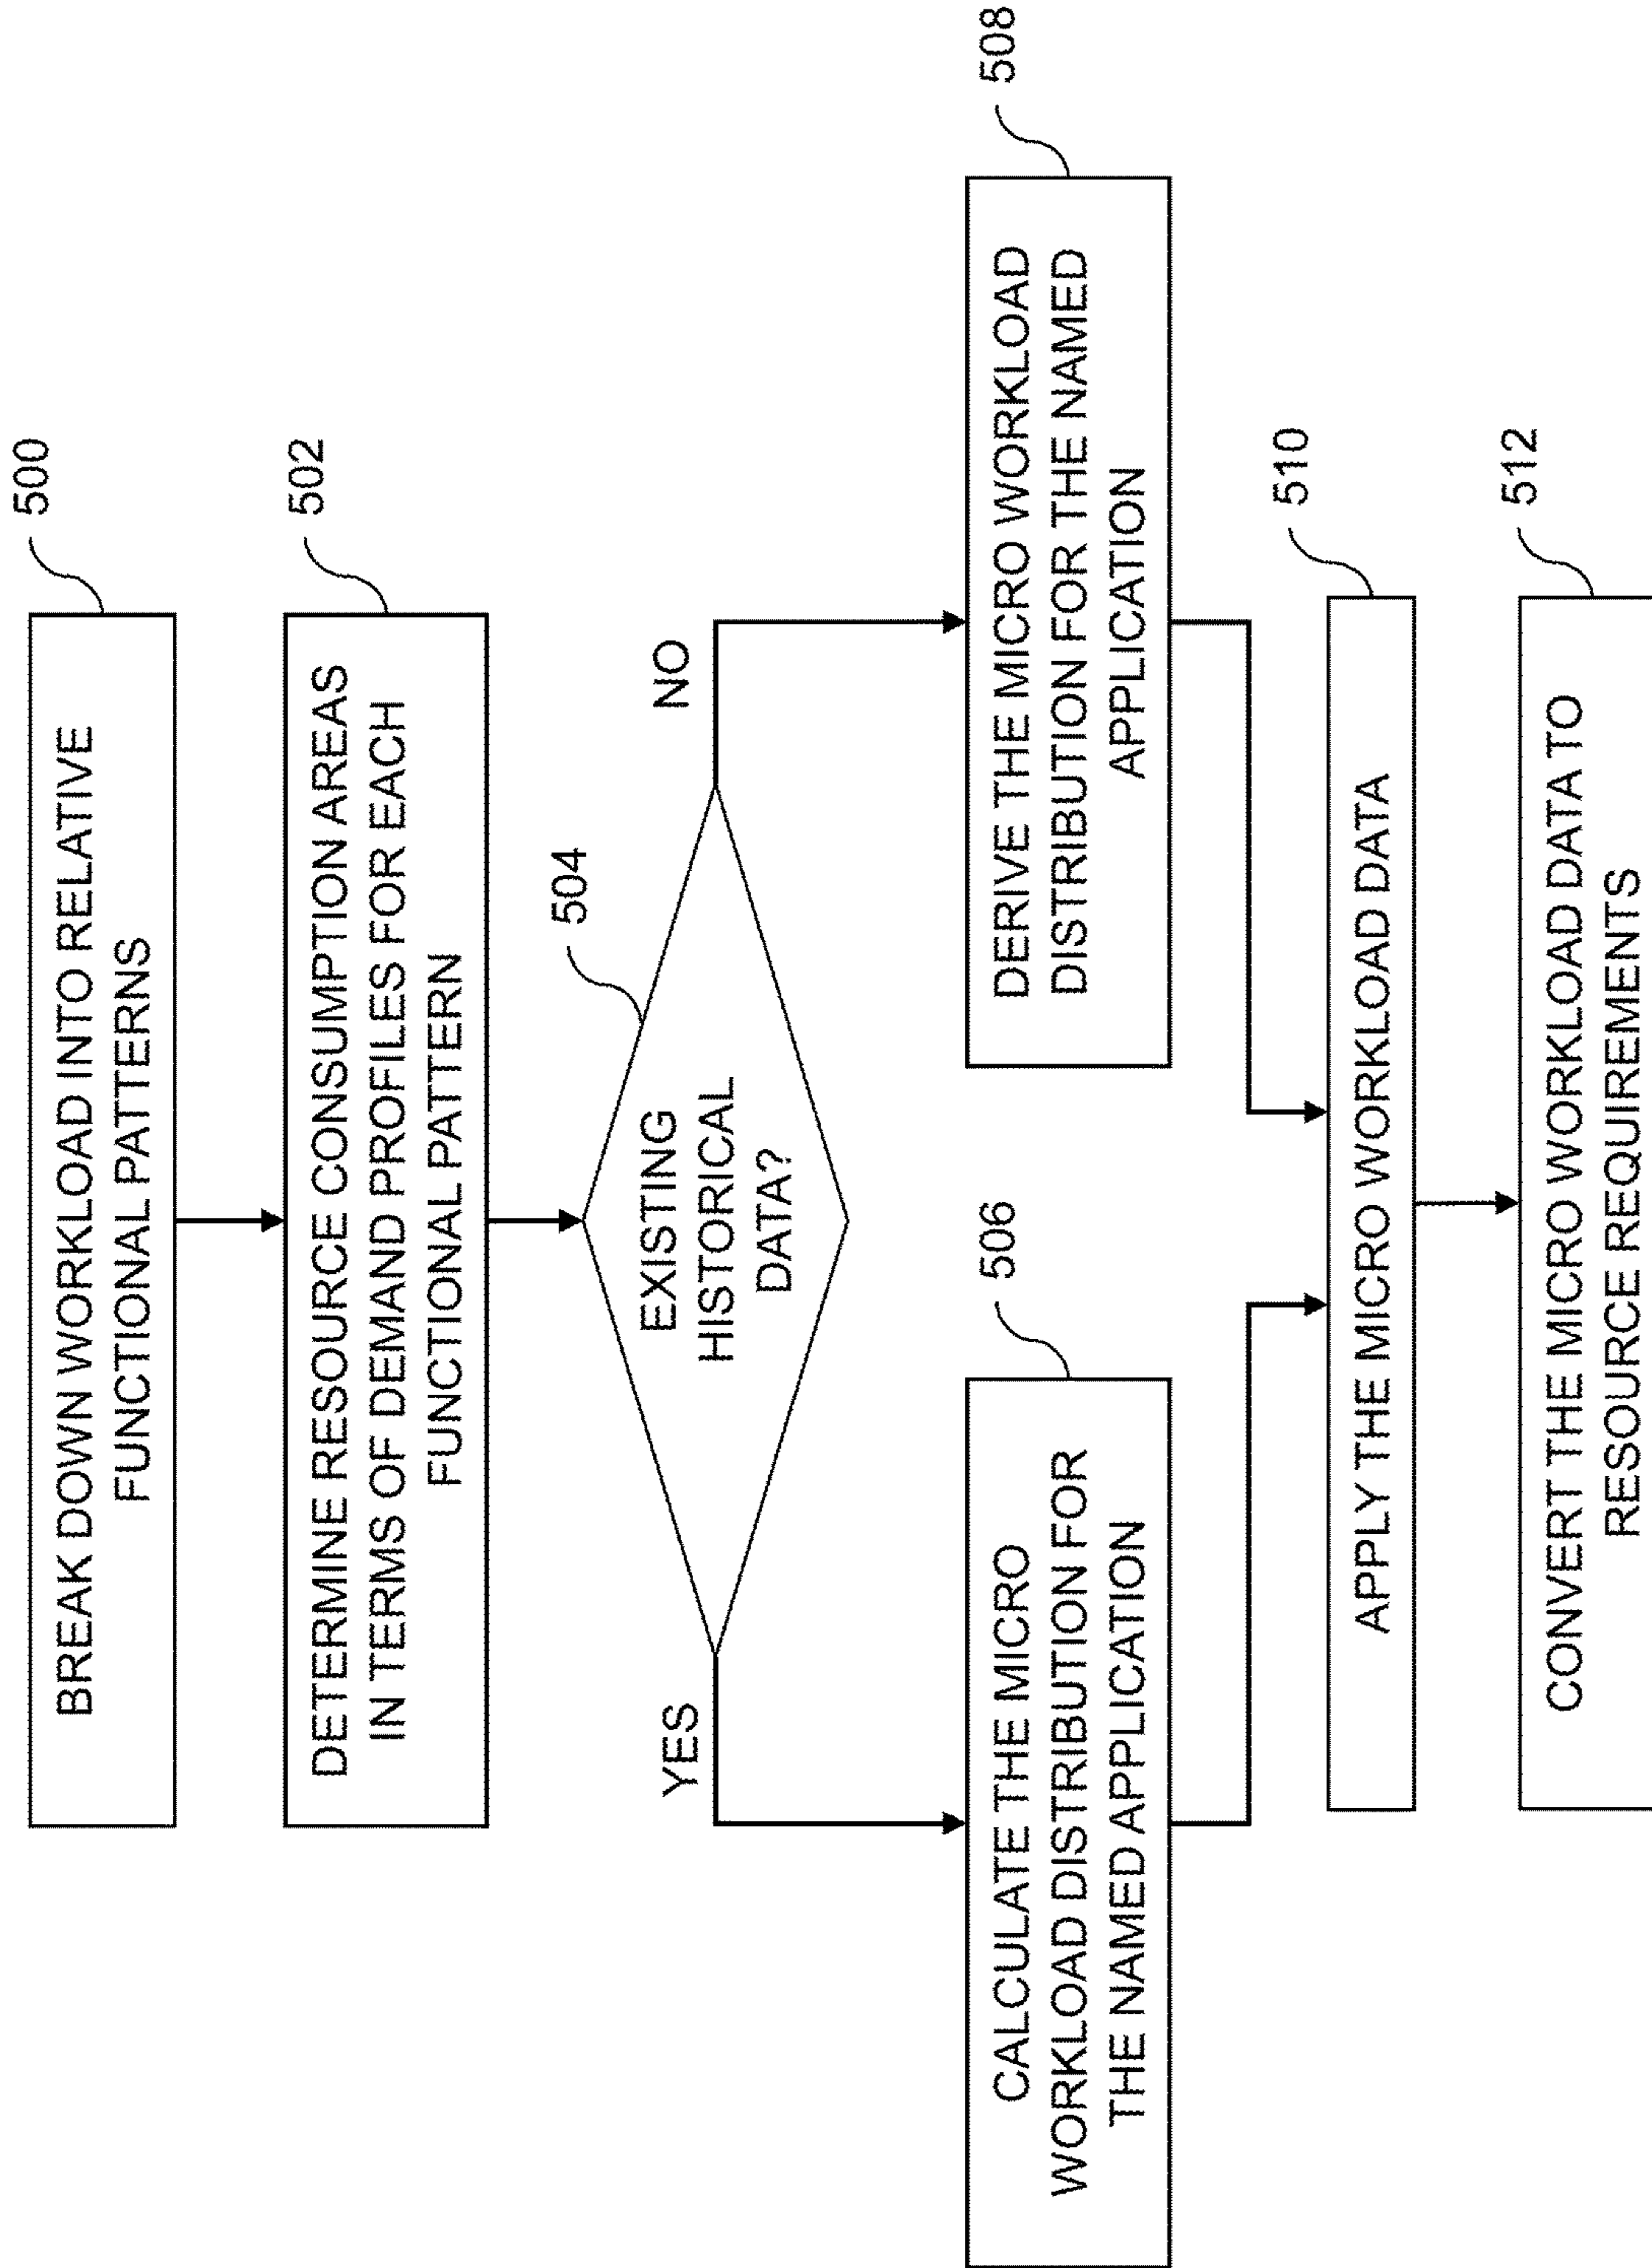 500
BREAK DOWN WORKLOAD INTO RELATIVE
FUNCTIONAL PATTERNS
502
DETERMINE RESOURCE CONSUMPTION AREAS
IN TERMS OF DEMAND PROFILES FOR EACH
FUNCTIONAL PATTERN
504
EXISTING
HISTORICAL
DATA?
YES
NO
506
CALCULATE THE MICRO
WORKLOAD DISTRIBUTION FOR
THE NAMED APPLICATION
508
DERIVE THE MICRO WORKLOAD
DISTRIBUTION FOR THE NAMED
APPLICATION
510
APPLY THE MICRO WORKLOAD DATA
512
CONVERT THE MICRO WORKLOAD DATA TO
RESOURCE REQUIREMENTS